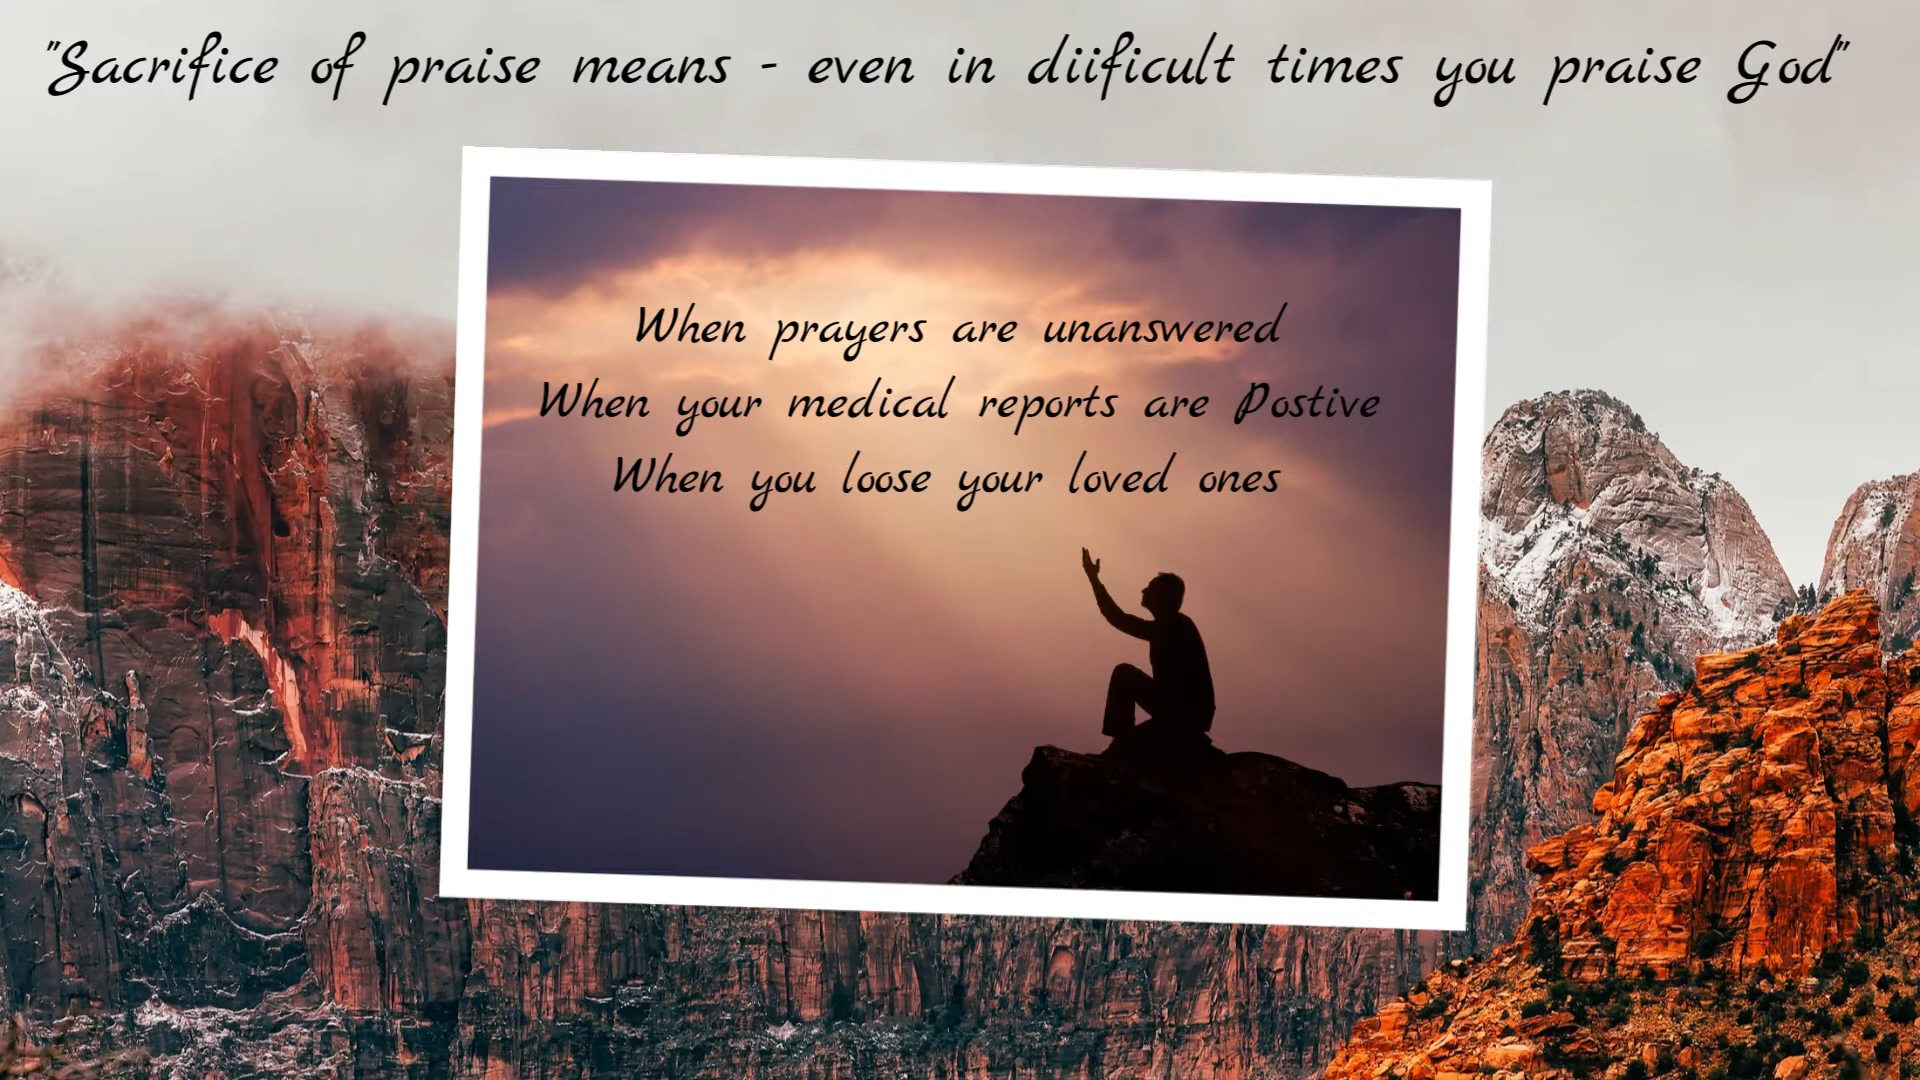 "Sacrifice of praise means - even in diificult times you praise God"
When prayers are unanswered
When your medical reports are Postive
When you loose your loved ones